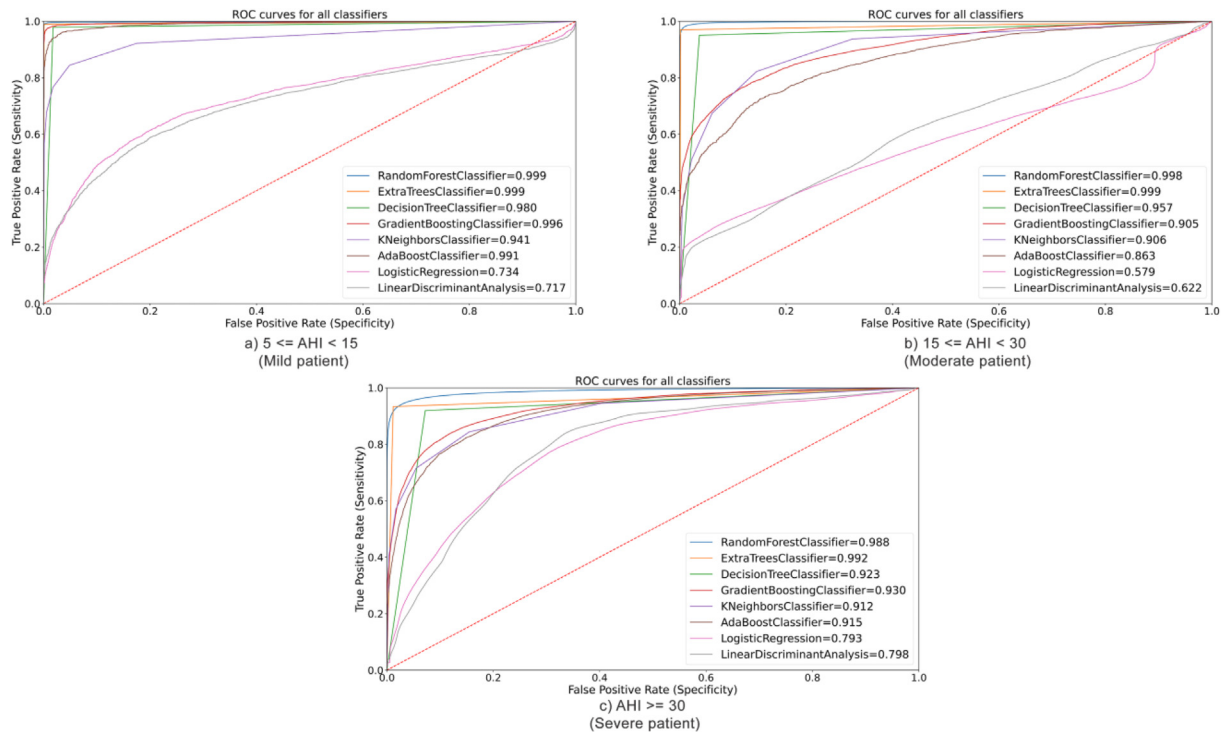 ROC curves for all classifiers
1.0
0.8
0.6
0.4
0.2
0.0
True Positive Rate (Sensitivity)
RandomForestClassifier=0.999
ExtraTreesClassifier=0.999
DecisionTreeClassifier=0.980
GradientBoostingClassifier=0.996
KNeighborsClassifier=0.941
AdaBoostClassifier=0.991
LogisticRegression=0.734
LinearDiscriminantAnalysis=0.717
0.2 0.4 0.6 0.8 1.0
False Positive Rate (Specificity)
a) 5 <= AHI < 15
(Mild patient)
ROC curves for all classifiers
1.0
0.8
0.6
0.4
0.2
0.0
True Positive Rate (Sensitivity)
RandomForestClassifier=0.998
ExtraTreesClassifier=0.999
DecisionTreeClassifier=0.957
GradientBoostingClassifier=0.905
KNeighborsClassifier=0.906
AdaBoostClassifier=0.863
LogisticRegression=0.579
LinearDiscriminantAnalysis=0.622
0.0 0.2 0.4 0.6 0.8 1.0
False Positive Rate (Specificity)
b) 15 <= AHI < 30
(Moderate patient)
ROC curves for all classifiers
1.0
0.8
0.6
0.4
0.2
0.0
True Positive Rate (Sensitivity)
RandomForestClassifier=0.988
ExtraTreesClassifier=0.992
DecisionTreeClassifier=0.923
GradientBoostingClassifier=0.930
KNeighborsClassifier=0.912
AdaBoostClassifier=0.915
LogisticRegression=0.793
LinearDiscriminantAnalysis=0.798
0.0 0.2 0.4 0.6 0.8 1.0
False Positive Rate (Specificity)
c) AHI >= 30
(Severe patient)